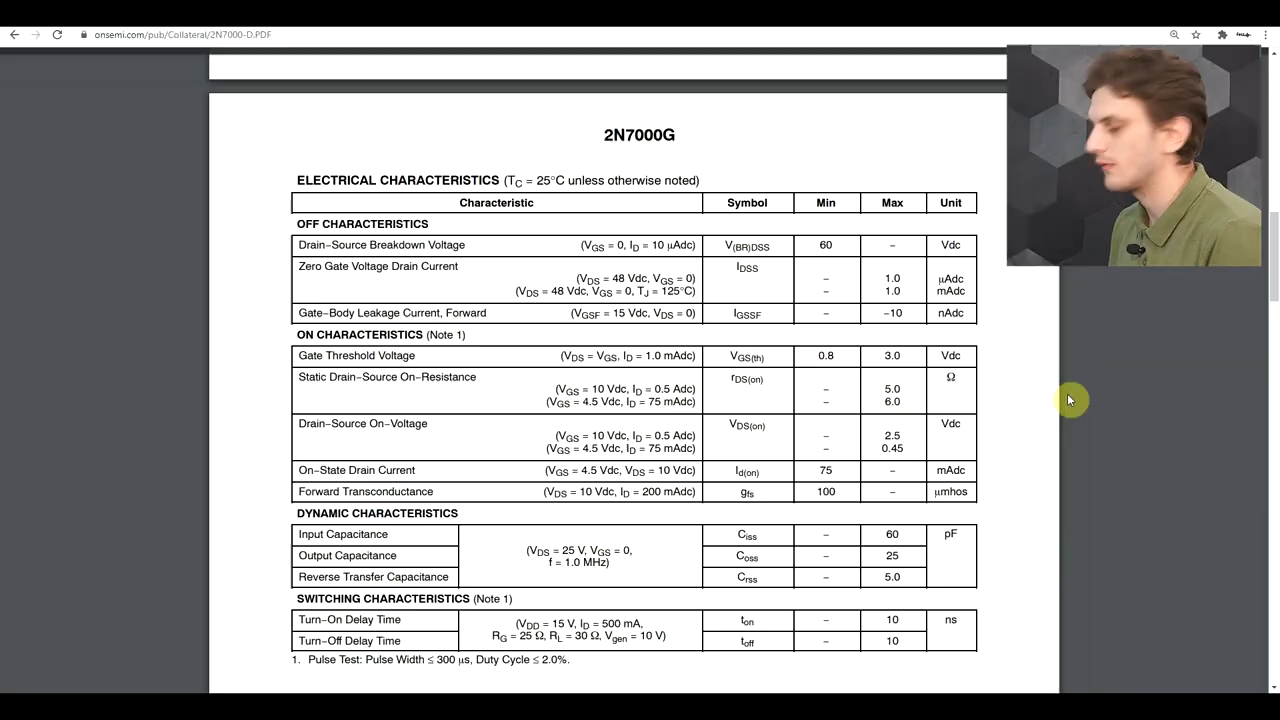 onsemi.com/pub/Collateral/2N7000-D.PDF
2N7000G
ELECTRICAL CHARACTERISTICS (TC = 25°C unless otherwise noted)
Characteristic Symbol Min Max Unit
OFF CHARACTERISTICS
Drain−Source Breakdown Voltage (VGS = 0, ID = 10 μAdc) V(BR)DSS 60 − Vdc
Zero Gate Voltage Drain Current IDSS
(VDS = 48 Vdc, VGS = 0) − 1.0 μAdc
(VDS = 48 Vdc, VGS = 0, TJ = 125°C) − 1.0 mAdc
Gate−Body Leakage Current, Forward (VGSF = 15 Vdc, VDS = 0) IGSSF − −10 nAdc
ON CHARACTERISTICS (Note 1)
Gate Threshold Voltage (VDS = VGS, ID = 1.0 mAdc) VGS(th) 0.8 3.0 Vdc
Static Drain−Source On−Resistance rDS(on) Ω
(VGS = 10 Vdc, ID = 0.5 Adc) − 5.0
(VGS = 4.5 Vdc, ID = 75 mAdc) − 6.0
Drain−Source On−Voltage VDS(on) Vdc
(VGS = 10 Vdc, ID = 0.5 Adc) − 2.5
(VGS = 4.5 Vdc, ID = 75 mAdc) − 0.45
On−State Drain Current (VGS = 4.5 Vdc, VDS = 10 Vdc) Id(on) 75 − mAdc
Forward Transconductance (VDS = 10 Vdc, ID = 200 mAdc) gfs 100 − μmhos
DYNAMIC CHARACTERISTICS
Input Capacitance (VDS = 25 V, VGS = 0, f = 1.0 MHz) Ciss − 60 pF
Output Capacitance Coss − 25
Reverse Transfer Capacitance Crss − 5.0
SWITCHING CHARACTERISTICS (Note 1)
Turn−On Delay Time (VDD = 15 V, ID = 500 mA, RG = 25 Ω, RL = 30 Ω, Vgen = 10 V) ton − 10 ns
Turn−Off Delay Time toff − 10
1. Pulse Test: Pulse Width ≤ 300 μs, Duty Cycle ≤ 2.0%.